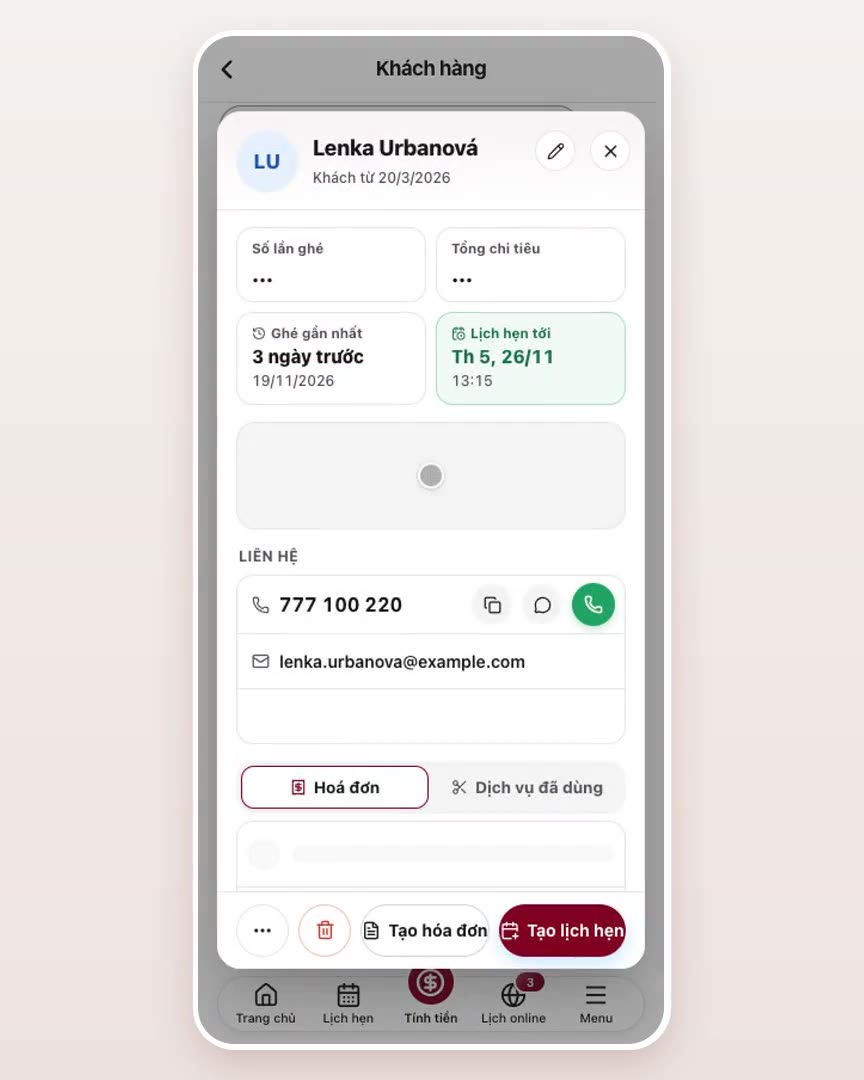 Khách hàng
LU
Lenka Urbanová
Khách từ 20/3/2026
Số lần ghé
...
Tổng chi tiêu
...
Ghé gần nhất
3 ngày trước
19/11/2026
Lịch hẹn tới
Th 5, 26/11
13:15
LIÊN HỆ
777 100 220
lenka.urbanova@example.com
Hoá đơn
Dịch vụ đã dùng
Tạo hóa đơn
Tạo lịch hẹn
Trang chủ
Lịch hẹn
Tính tiền
3
Lịch online
Menu